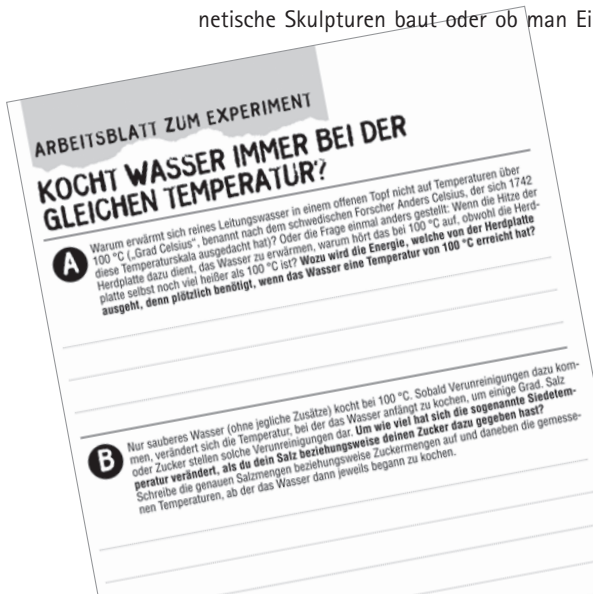 netische Skulpturen baut oder ob man Ei
ARBEITSBLATT ZUM EXPERIMENT
KOCHT WASSER IMMER BEI DER
GLEICHEN TEMPERATUR?
A
Warum erwärmt sich reines Leitungswasser in einem offenen Topf nicht auf Temperaturen über
100 °C („Grad Celsius“, benannt nach dem schwedischen Forscher Anders Celsius, der sich 1742
diese Temperaturskala ausgedacht hat)? Oder die Frage einmal anders gestellt: Wenn die Hitze der
Herdplatte dazu dient, das Wasser zu erwärmen, warum hört das bei 100 °C auf, obwohl die Herd-
platte selbst noch viel heißer als 100 °C ist? Wozu wird die Energie, welche von der Herdplatte
ausgeht, denn plötzlich benötigt, wenn das Wasser eine Temperatur von 100 °C erreicht hat?
B
Nur sauberes Wasser (ohne jegliche Zusätze) kocht bei 100 °C. Sobald Verunreinigungen dazu kom-
men, verändert sich die Temperatur, bei der das Wasser anfängt zu kochen, um einige Grad. Salz
oder Zucker stellen solche Verunreinigungen dar. Um wie viel hat sich die sogenannte Siedetem-
peratur verändert, als du dein Salz beziehungsweise deinen Zucker dazu gegeben hast?
Schreibe die genauen Salzmengen beziehungsweise Zuckermengen auf und daneben die gemesse-
nen Temperaturen, ab der das Wasser dann jeweils begann zu kochen.